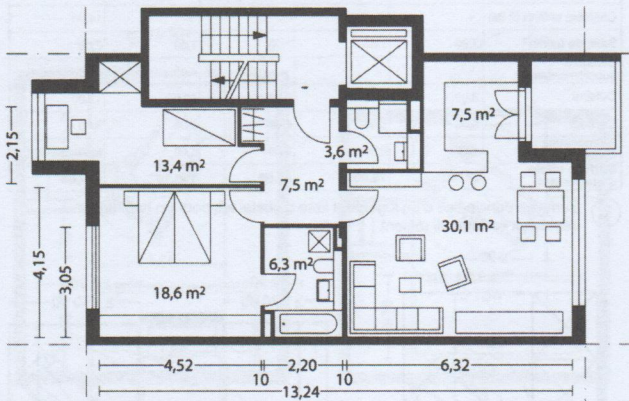 7,5 m²
3,6 m²
13,4 m²
2,15
7,5 m²
30,1 m²
4,15
3,05
6,3 m²
18,6 m²
4,52
2,20
6,32
10
10
13,24